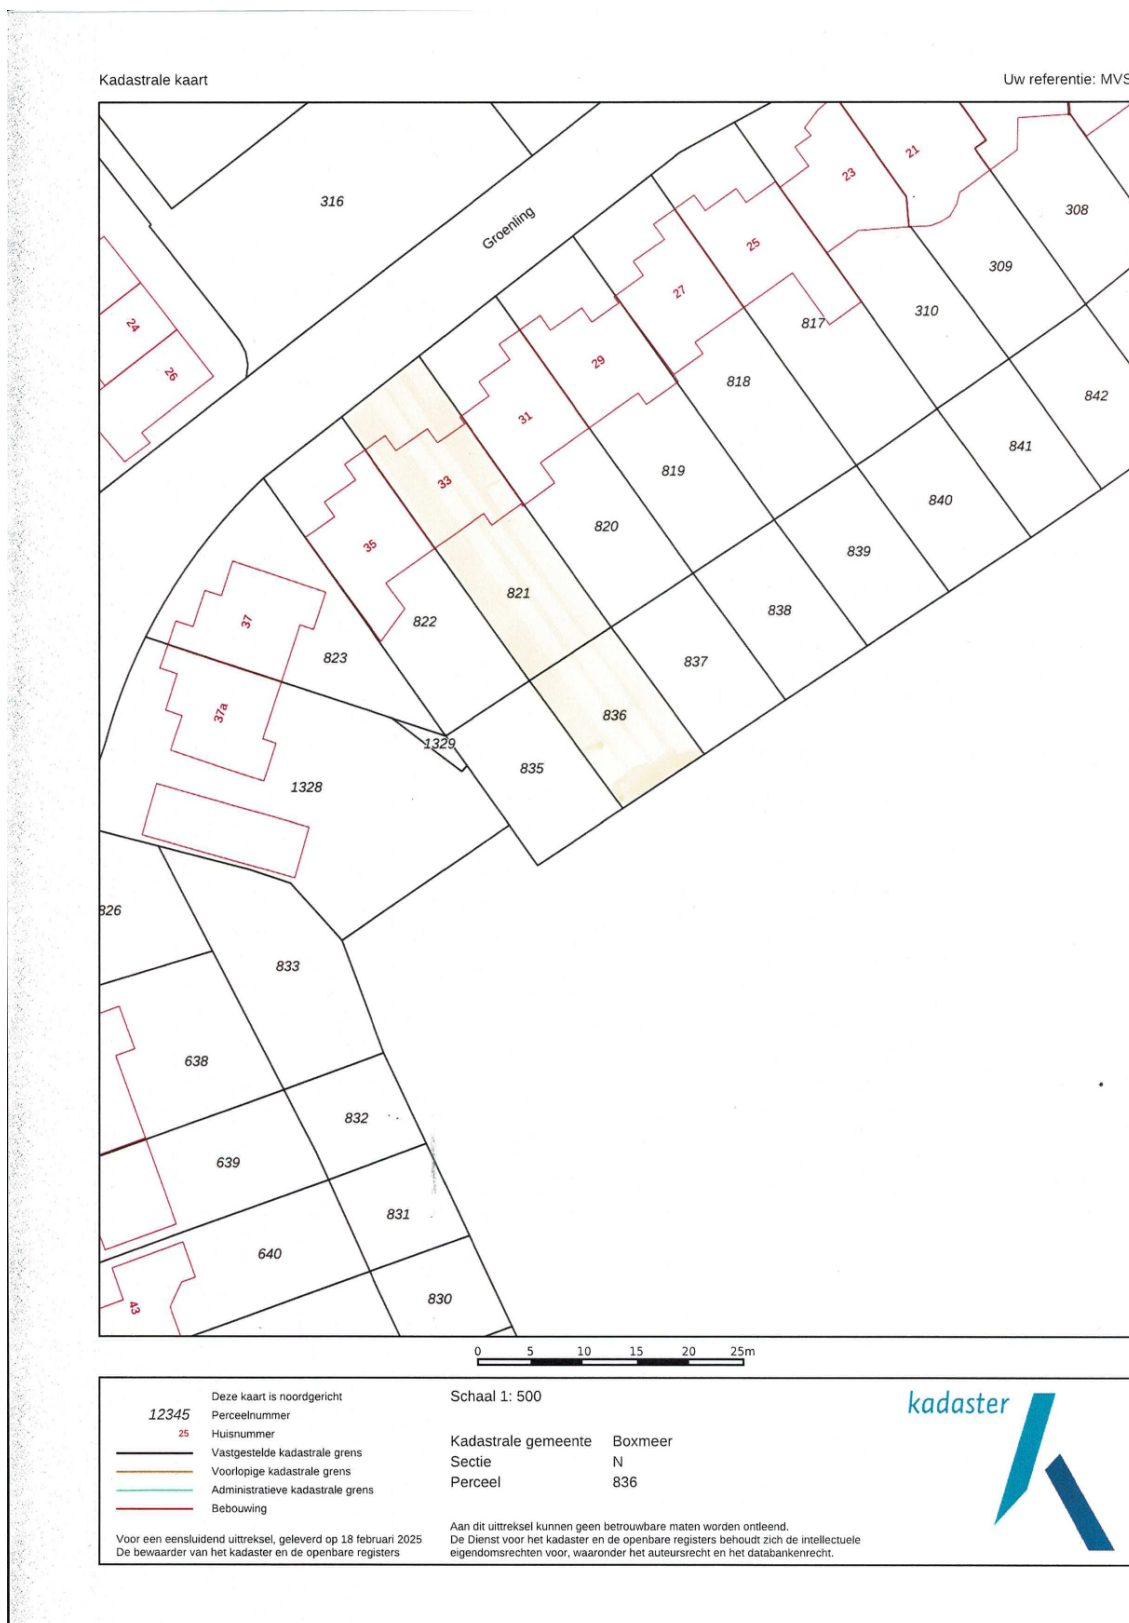 Kadastrale kaart
Uw referentie: MVS
316
Groenling
21
23
25
27
29
31
33
35
37
37a
24
26
43
308
309
310
817
818
819
820
821
822
823
842
841
840
839
838
837
836
835
1329
1328
826
833
638
832
639
831
640
830
0 5 10 15 20 25m
Deze kaart is noordgericht
12345 Perceelnummer
25 Huisnummer
Vastgestelde kadastrale grens
Voorlopige kadastrale grens
Administratieve kadastrale grens
Bebouwing
Voor een eensluidend uittreksel, geleverd op 18 februari 2025
De bewaarder van het kadaster en de openbare registers
Schaal 1: 500
Kadastrale gemeente Boxmeer
Sectie N
Perceel 836
Aan dit uittreksel kunnen geen betrouwbare maten worden ontleend.
De Dienst voor het kadaster en de openbare registers behoudt zich de intellectuele
eigendomsrechten voor, waaronder het auteursrecht en het databankenrecht.
kadaster